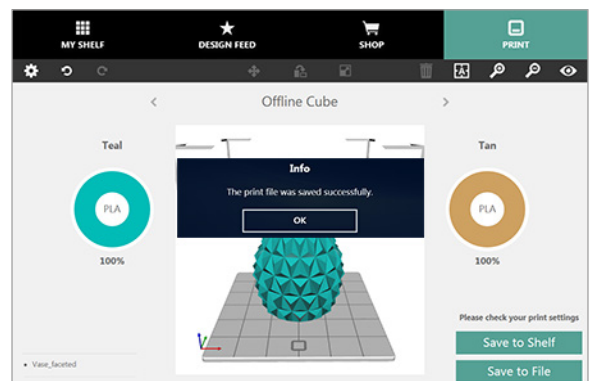 MY SHELF
DESIGN FEED
SHOP
PRINT
A
Offline Cube
Teal
Tan
Info
The print file was saved successfully.
OK
PLA
PLA
100%
100%
Please check your print settings
Save to Shelf
Vase_faceted
Save to File